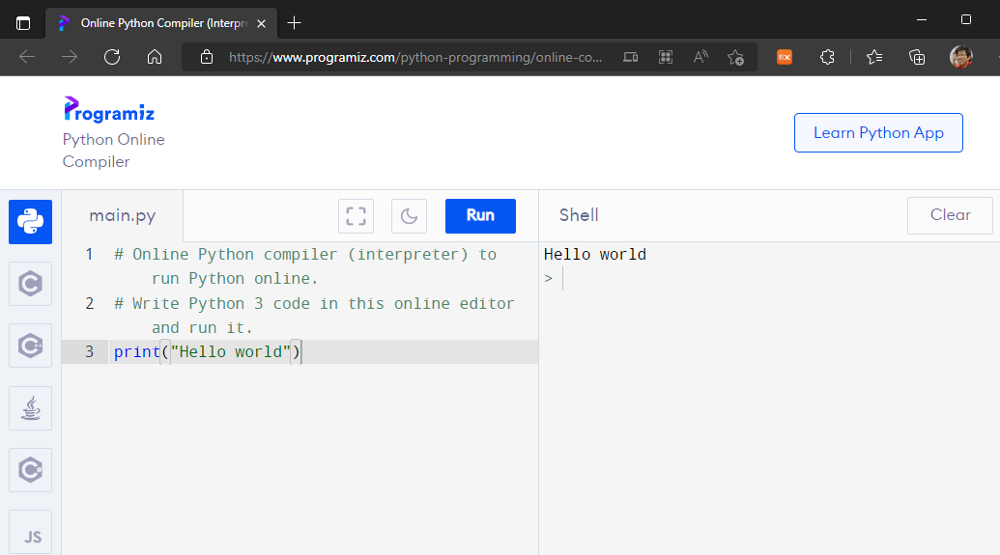 Online Python Compiler (Interpre
https://www.programiz.com/python-programming/online-co...
EX
Programiz
Python Online
Compiler
Learn Python App
main.py
Run
Shell
Clear
1 # Online Python compiler (interpreter) to
run Python online.
2 # Write Python 3 code in this online editor
and run it.
3 print("Hello world")
Hello world
>
JS